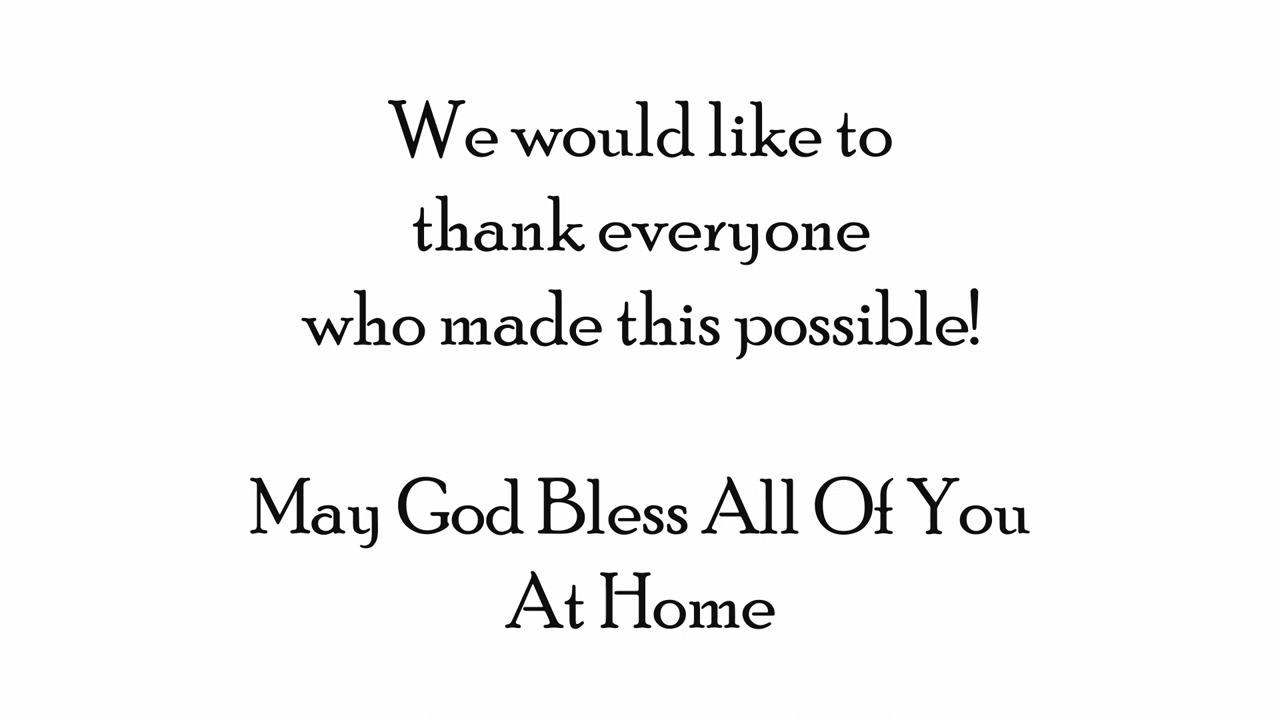 We would like to
thank everyone
who made this possible!
May God Bless All Of You
At Home